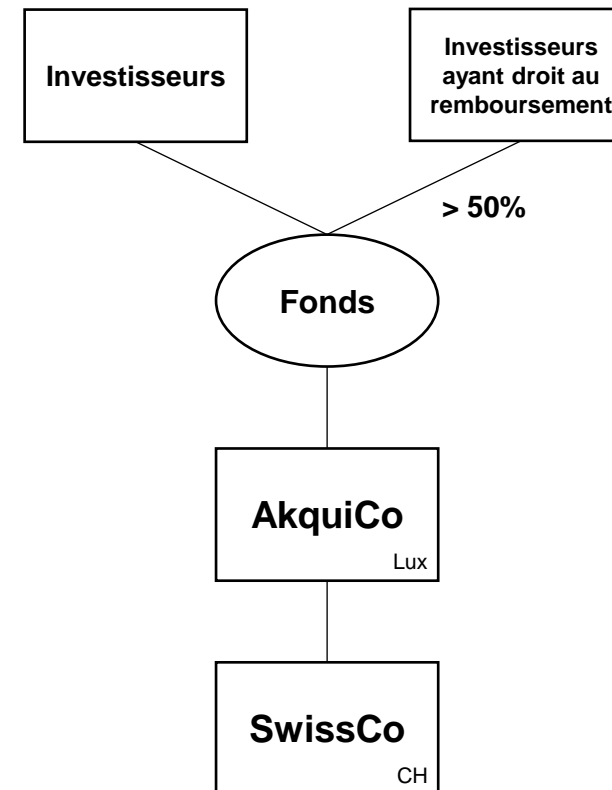 Investisseurs
Investisseurs
ayant droit au
remboursement
> 50%
Fonds
AkquiCo
Lux
SwissCo
CH